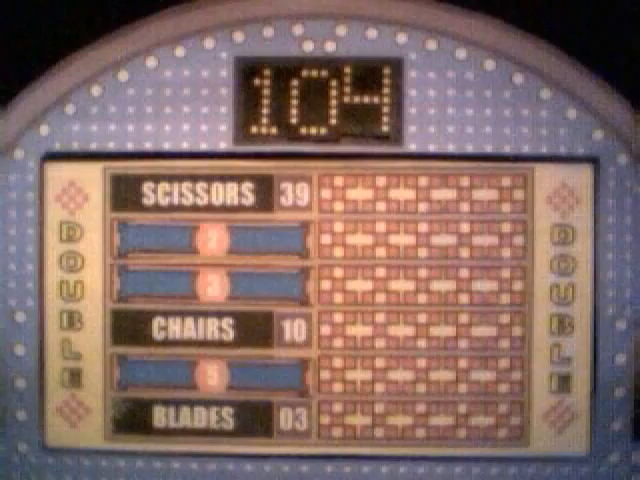 104
SCISSORS 39
2
3
CHAIRS 10
5
BLADES 03
DOUBLE
DOUBLE